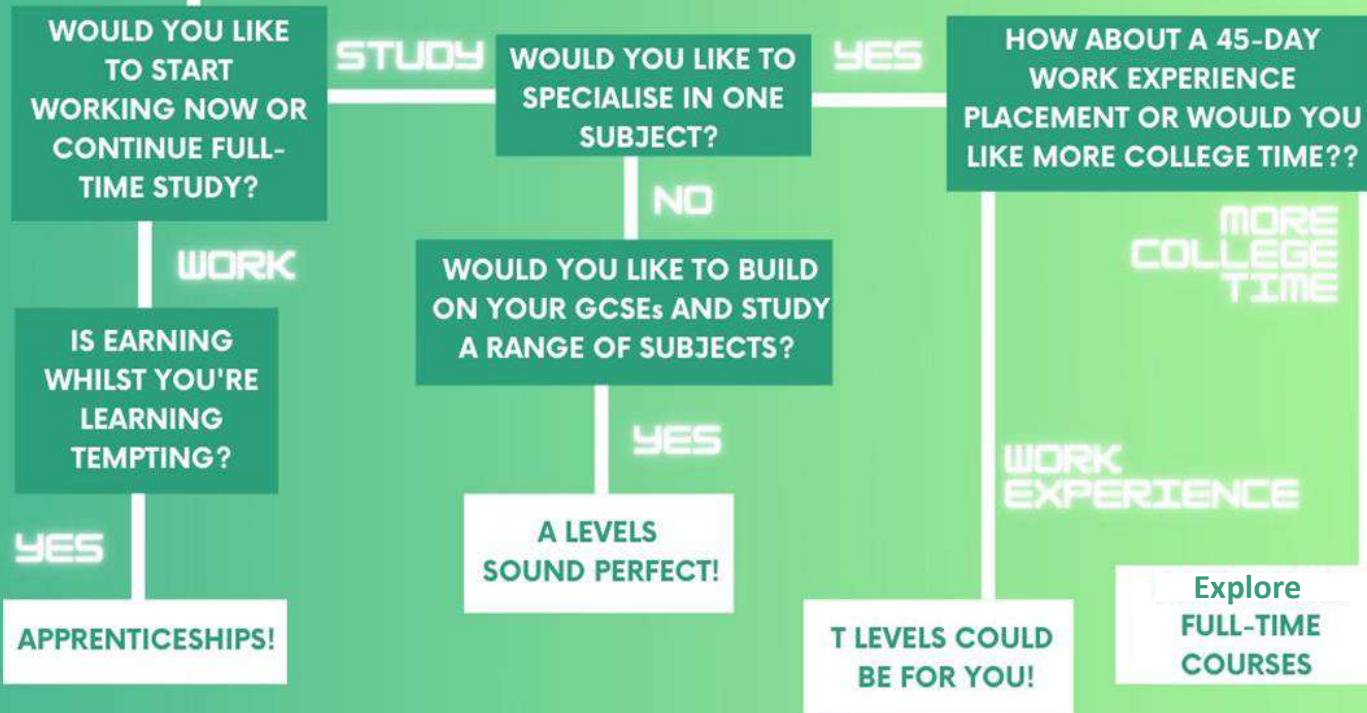 WOULD YOU LIKE
TO START
WORKING NOW OR
CONTINUE FULL-
TIME STUDY?
STUDY
WOULD YOU LIKE TO
SPECIALISE IN ONE
SUBJECT?
YES
HOW ABOUT A 45-DAY
WORK EXPERIENCE
PLACEMENT OR WOULD YOU
LIKE MORE COLLEGE TIME??
WORK
NO
MORE
COLLEGE
TIME
IS EARNING
WHILST YOU'RE
LEARNING
TEMPTING?
WOULD YOU LIKE TO BUILD
ON YOUR GCSEs AND STUDY
A RANGE OF SUBJECTS?
YES
YES
WORK
EXPERIENCE
APPRENTICESHIPS!
A LEVELS
SOUND PERFECT!
T LEVELS COULD
BE FOR YOU!
Explore
FULL-TIME
COURSES